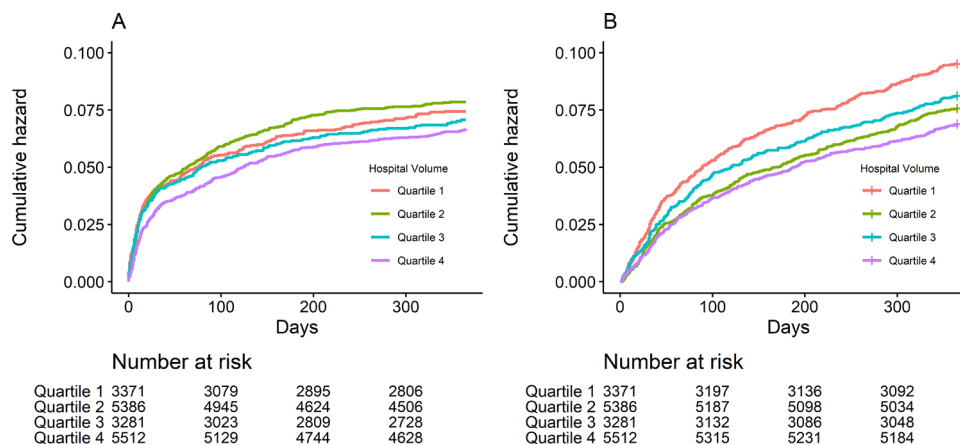 A
Cumulative hazard
0.100
0.075
0.050
0.025
0.000
Hospital Volume
Quartile 1
Quartile 2
Quartile 3
Quartile 4
0 100 200 300
Days
Number at risk
Quartile 1 3371 3079 2895 2806
Quartile 2 5386 4945 4624 4506
Quartile 3 3281 3023 2809 2728
Quartile 4 5512 5129 4744 4628
B
Cumulative hazard
0.100
0.075
0.050
0.025
0.000
Hospital Volume
Quartile 1
Quartile 2
Quartile 3
Quartile 4
0 100 200 300
Days
Number at risk
Quartile 1 3371 3197 3136 3092
Quartile 2 5386 5187 5098 5034
Quartile 3 3281 3132 3086 3048
Quartile 4 5512 5315 5231 5184